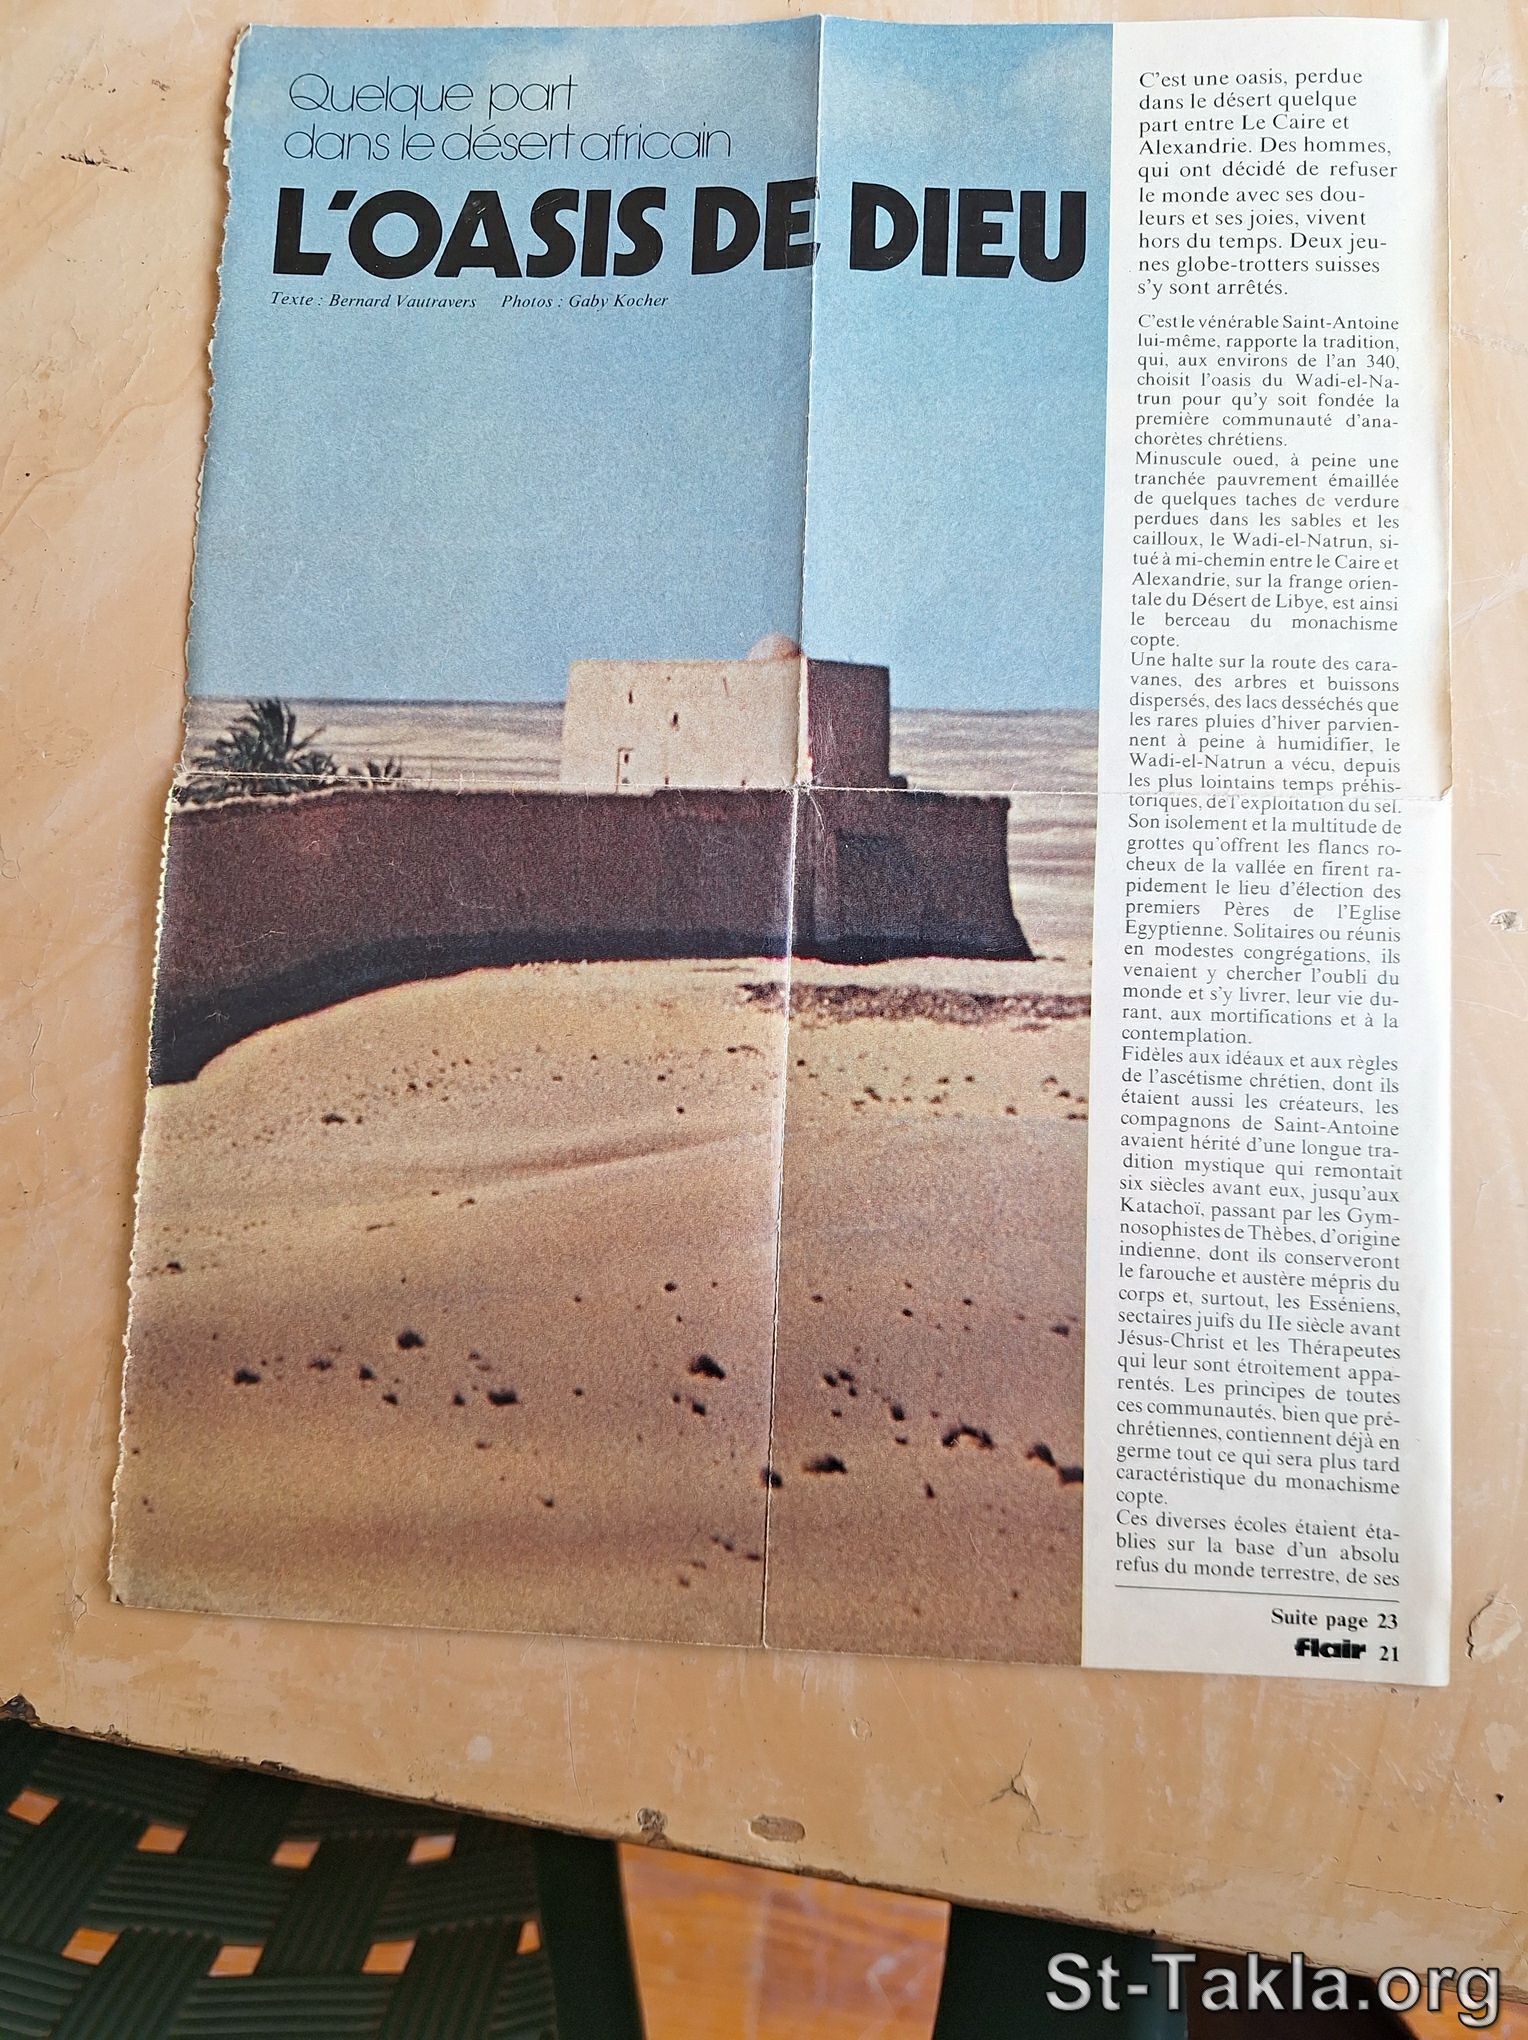 Quelque part
dans le désert africain
L'OASIS DE DIEU
Texte : Bernard Vautravers Photos : Gaby Kocher
C'est une oasis, perdue
dans le désert quelque
part entre Le Caire et
Alexandrie. Des hommes,
qui ont décidé de refuser
le monde avec ses dou-
leurs et ses joies, vivent
hors du temps. Deux jeu-
nes globe-trotters suisses
s'y sont arrêtés.
C'est le vénérable Saint-Antoine
lui-même, rapporte la tradition,
qui, aux environs de l'an 340,
choisit l'oasis du Wadi-el-Na-
trun pour qu'y soit fondée la
première communauté d'ana-
chorètes chrétiens.
Minuscule oued, à peine une
tranchée pauvrement émaillée
de quelques taches de verdure
perdues dans les sables et les
cailloux, le Wadi-el-Natrun, si-
tué à mi-chemin entre le Caire et
Alexandrie, sur la frange orien-
tale du Désert de Libye, est ainsi
le berceau du monachisme
copte.
Une halte sur la route des cara-
vanes, des arbres et buissons
dispersés, des lacs desséchés que
les rares pluies d'hiver parvien-
nent à peine à humidifier, le
Wadi-el-Natrun a vécu, depuis
les plus lointains temps préhis-
toriques, de l'exploitation du sel.
Son isolement et la multitude de
grottes qu'offrent les flancs ro-
cheux de la vallée en firent ra-
pidement le lieu d'élection des
premiers Pères de l'Eglise
Egyptienne. Solitaires ou réunis
en modestes congrégations, ils
venaient y chercher l'oubli du
monde et s'y livrer, leur vie du-
rant, aux mortifications et à la
contemplation.
Fidèles aux idéaux et aux règles
de l'ascétisme chrétien, dont ils
étaient aussi les créateurs, les
compagnons de Saint-Antoine
avaient hérité d'une longue tra-
dition mystique qui remontait
six siècles avant eux, jusqu'aux
Katachoï, passant par les Gym-
nosophistes de Thèbes, d'origine
indienne, dont ils conserveront
le farouche et austère mépris du
corps et, surtout, les Esséniens,
sectaires juifs du IIe siècle avant
Jésus-Christ et les Thérapeutes
qui leur sont étroitement appa-
rentés. Les principes de toutes
ces communautés, bien que pré-
chrétiennes, contiennent déjà en
germe tout ce qui sera plus tard
caractéristique du monachisme
copte.
Ces diverses écoles étaient éta-
blies sur la base d'un absolu
refus du monde terrestre, de ses
Suite page 23
flair 21
St-Takla.org